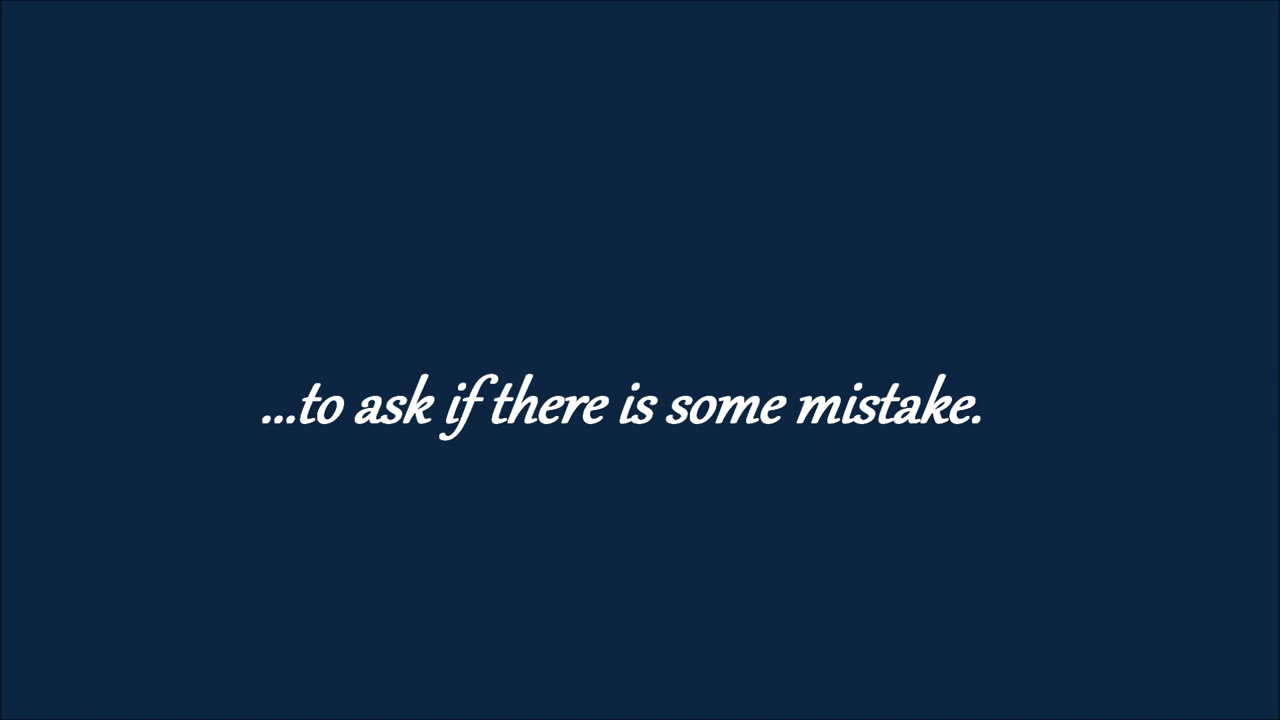 ...to ask if there is some mistake.